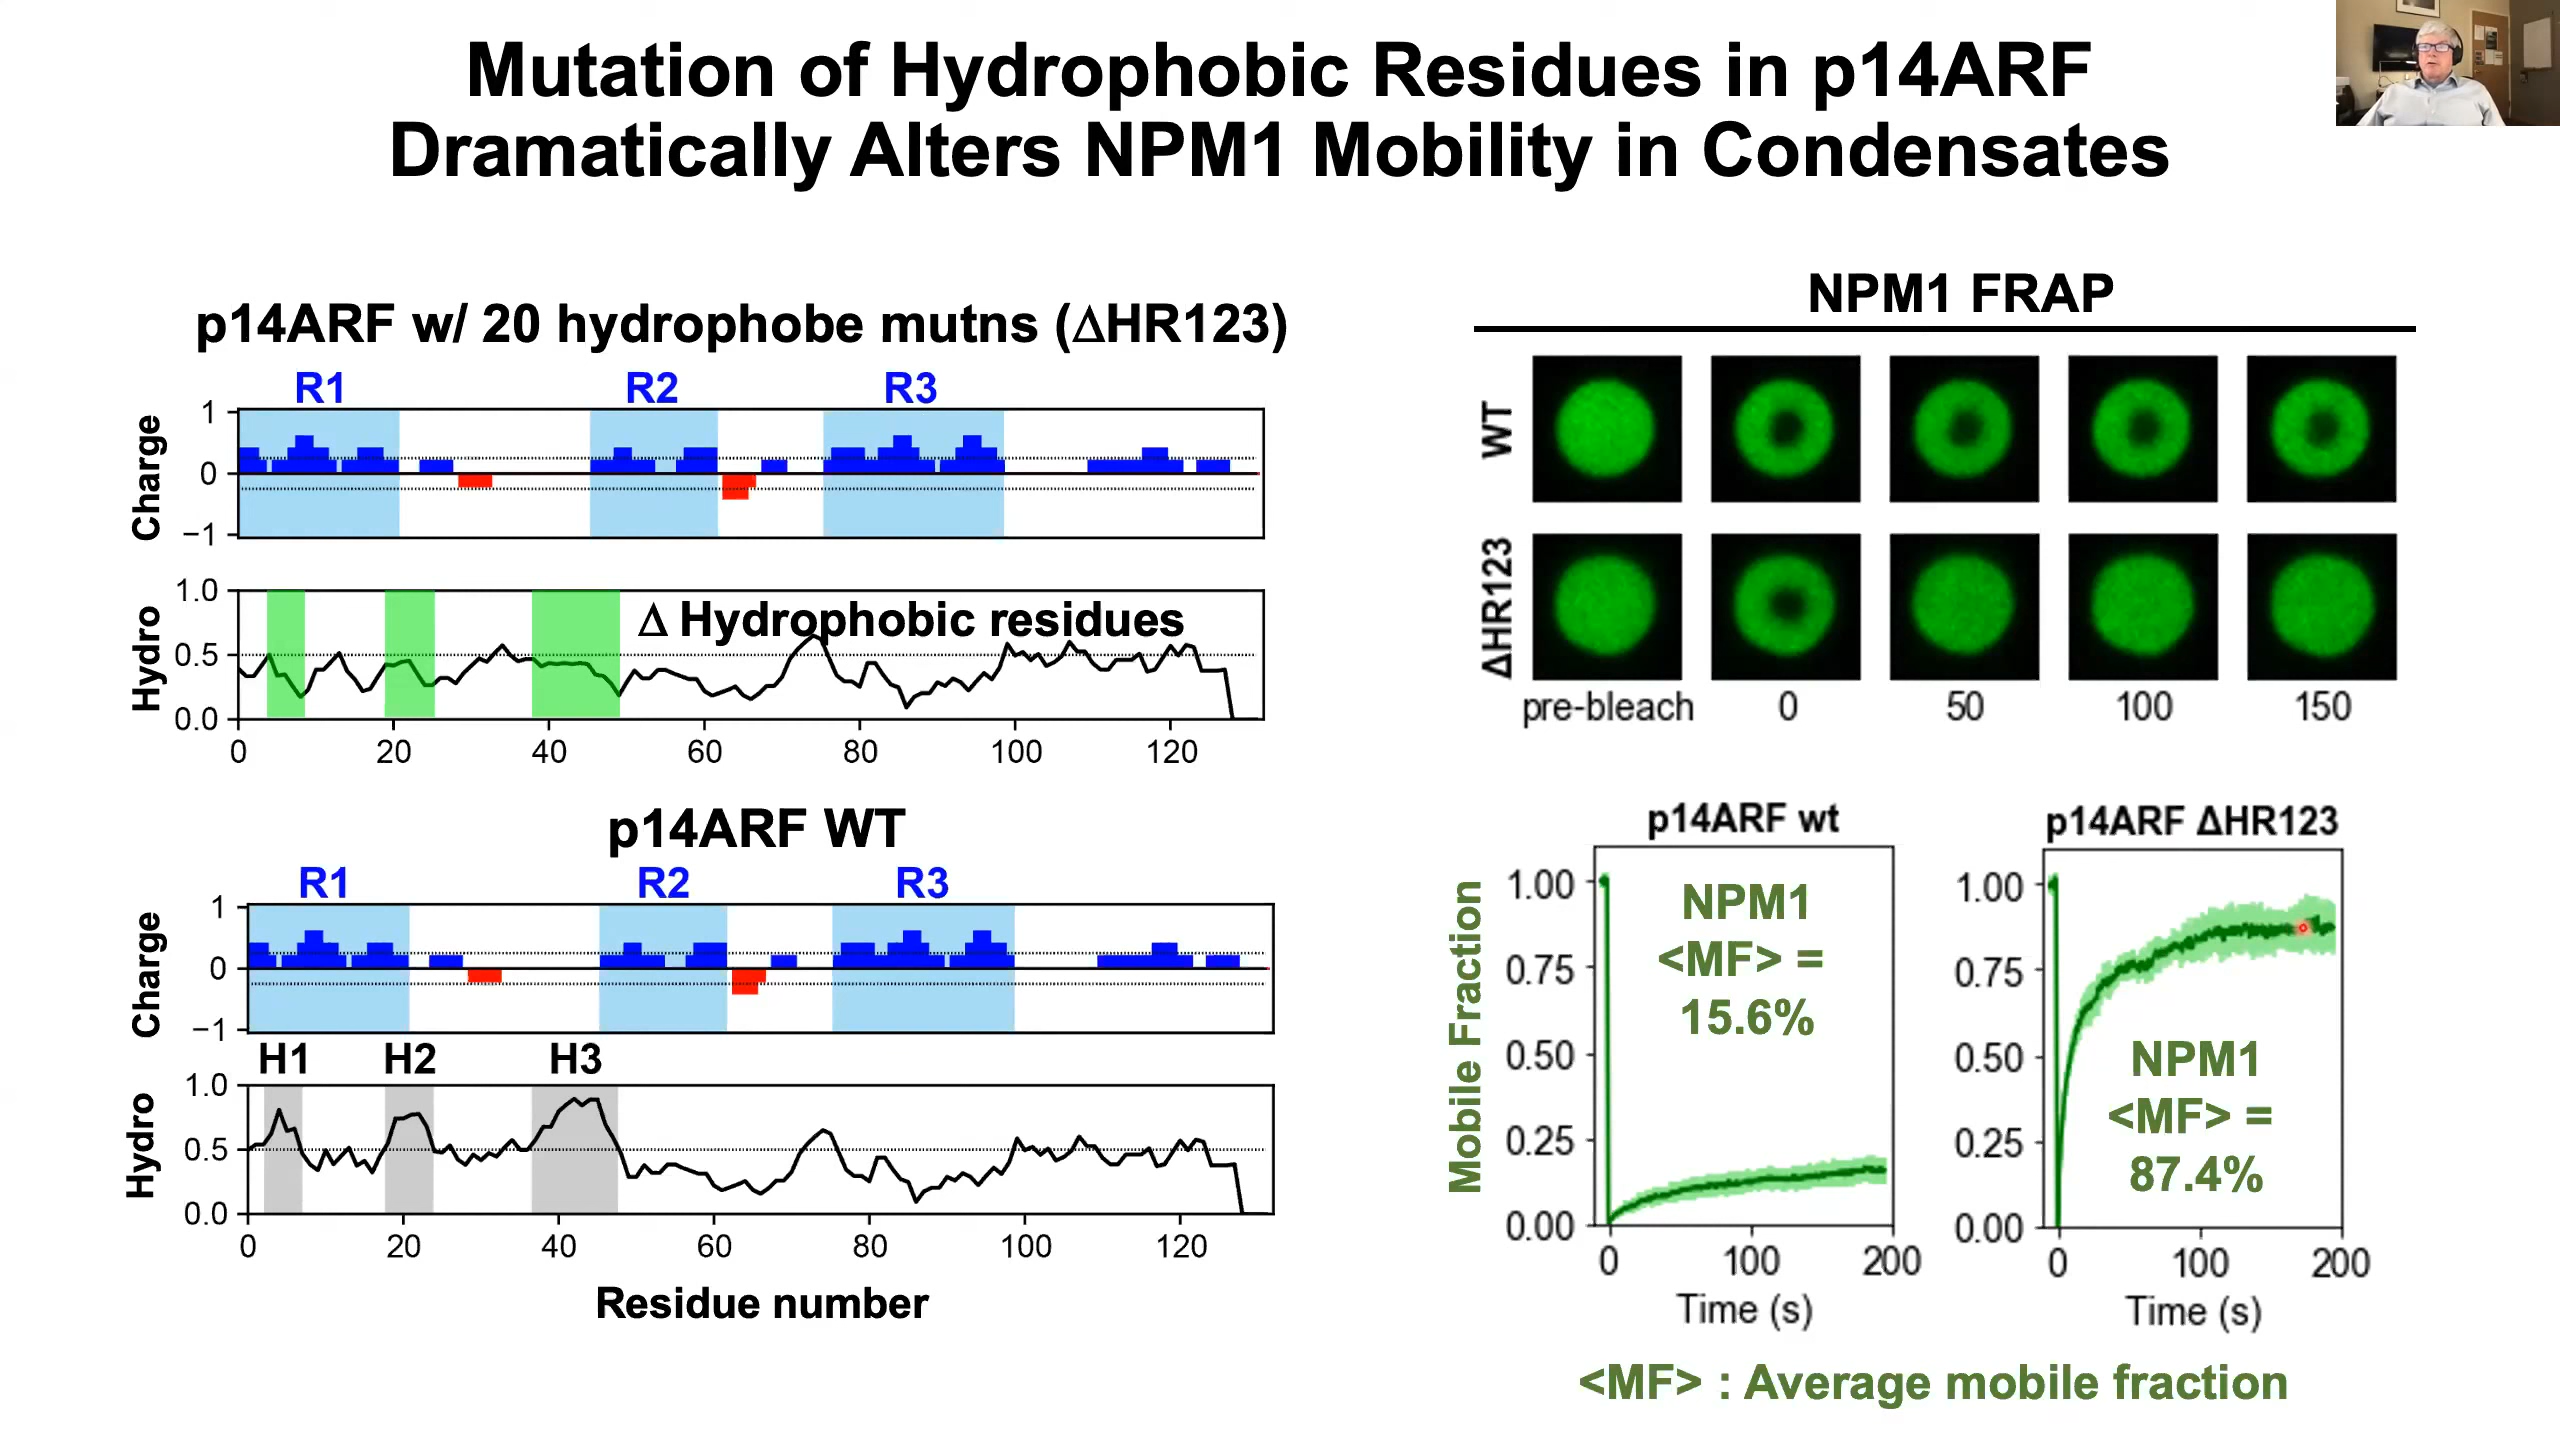 Mutation of Hydrophobic Residues in p14ARF
Dramatically Alters NPM1 Mobility in Condensates
p14ARF w/ 20 hydrophobe mutns (ΔHR123)
R1 R2 R3
Charge
1
0
−1
Hydro
1.0
0.5
0.0
Δ Hydrophobic residues
0 20 40 60 80 100 120
p14ARF WT
R1 R2 R3
Charge
1
0
−1
H1 H2 H3
Hydro
1.0
0.5
0.0
0 20 40 60 80 100 120
Residue number
NPM1 FRAP
WT
ΔHR123
pre-bleach 0 50 100 150
p14ARF wt
Mobile Fraction
1.00
0.75
0.50
0.25
0.00
NPM1
<MF> =
15.6%
0 100 200
Time (s)
p14ARF ΔHR123
1.00
0.75
0.50
0.25
0.00
NPM1
<MF> =
87.4%
0 100 200
Time (s)
<MF> : Average mobile fraction